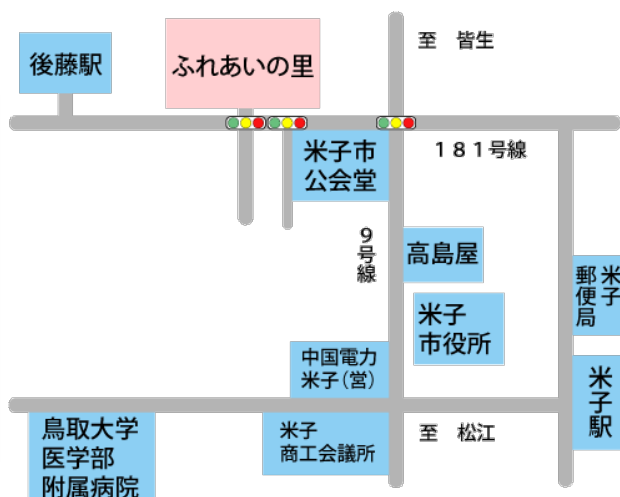 至 皆生
後藤駅
ふれあいの里
米子市
公会堂
１８１号線
９号線
高島屋
米子
郵便局
米子
市役所
中国電力
米子(営)
米子駅
鳥取大学
医学部
附属病院
米子
商工会議所
至 松江